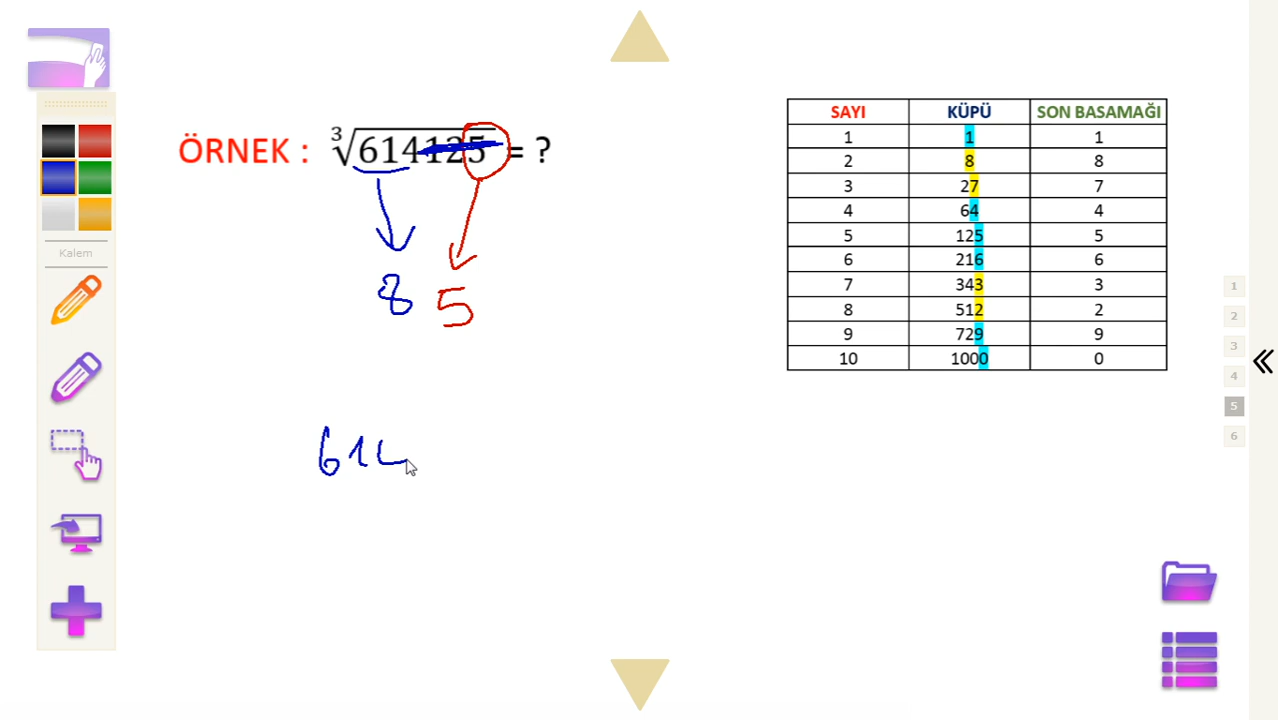 ÖRNEK : ∛614125 = ?
8 5
614
SAYI KÜPÜ SON BASAMAĞI
1 1 1
2 8 8
3 27 7
4 64 4
5 125 5
6 216 6
7 343 3
8 512 2
9 729 9
10 1000 0
Kalem
1
2
3
4
5
6